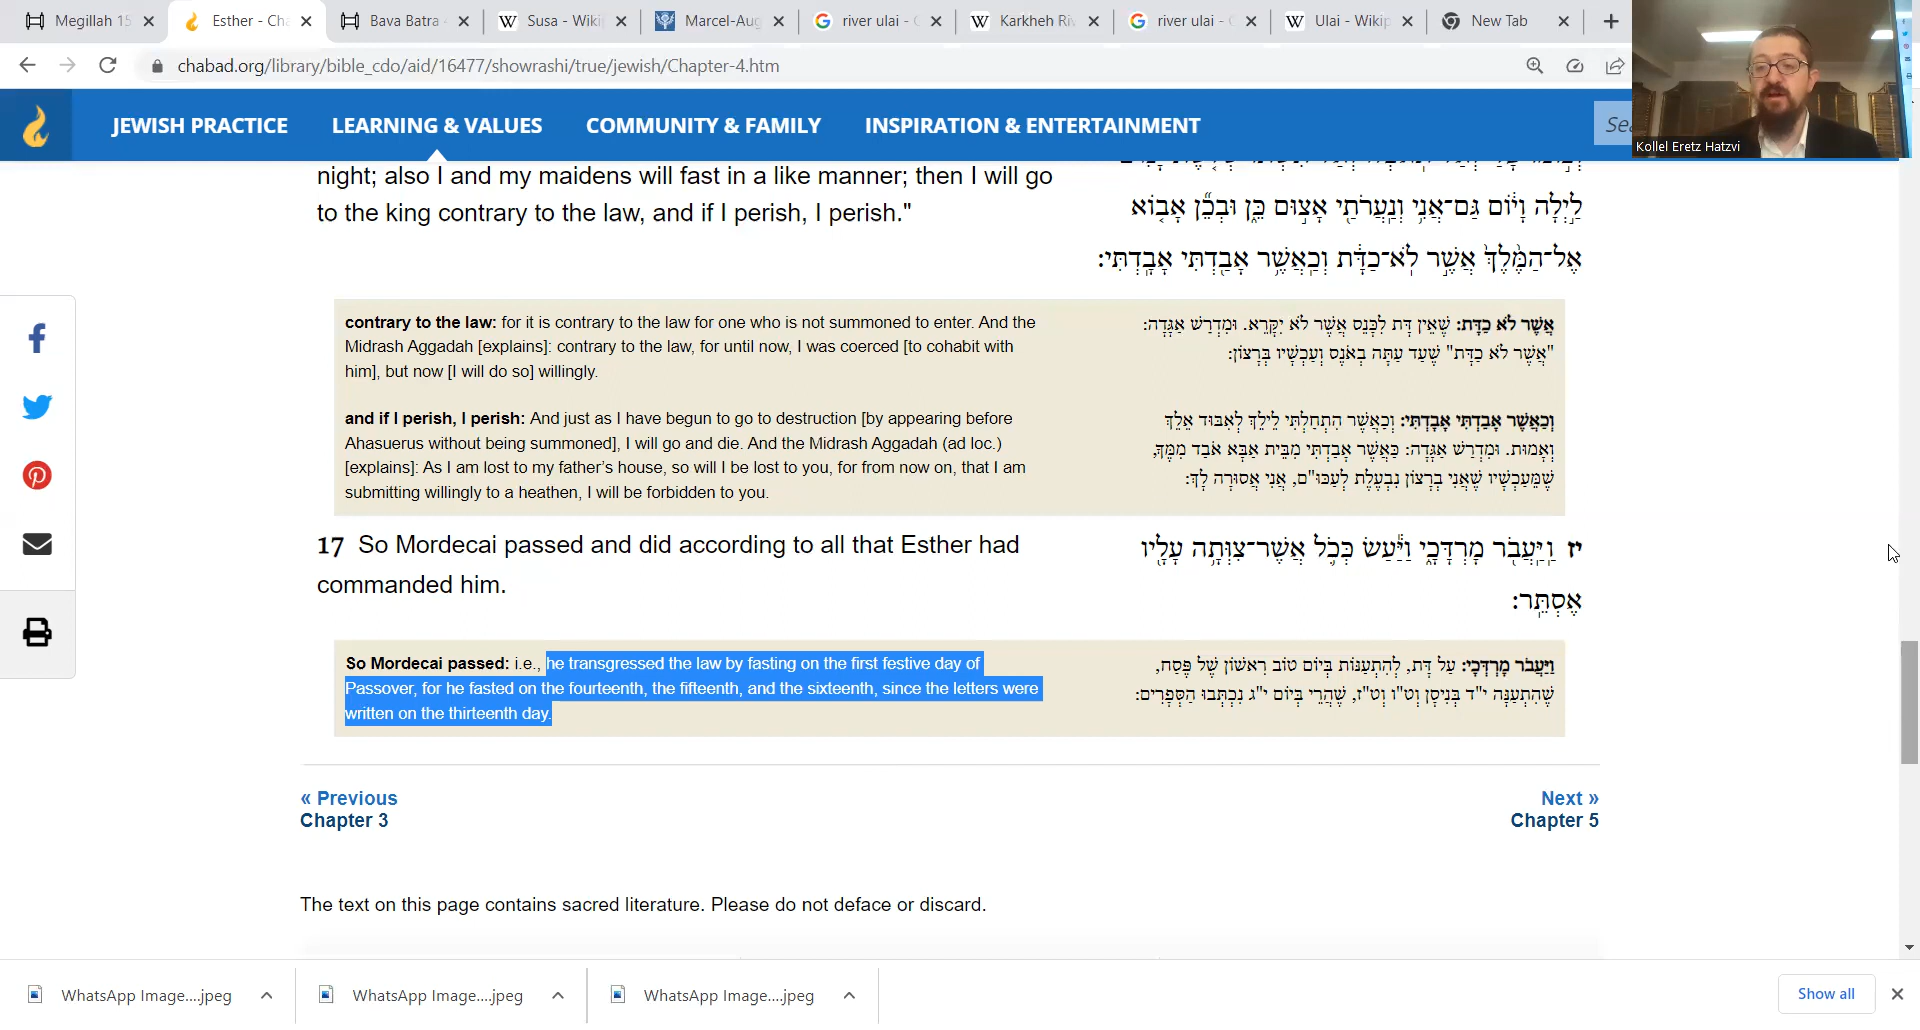 Megillah 15
Esther - Cha
Bava Batra 4
Susa - Wiki
Marcel-Aug
river ulai - G
Karkheh Riv
river ulai - G
Ulai - Wikip
New Tab
chabad.org/library/bible_cdo/aid/16477/showrashi/true/jewish/Chapter-4.htm
JEWISH PRACTICE LEARNING & VALUES COMMUNITY & FAMILY INSPIRATION & ENTERTAINMENT
Sea
Kollel Eretz Hatzvi
night; also I and my maidens will fast in a like manner; then I will go
to the king contrary to the law, and if I perish, I perish."
לַ֣יְלָה וָי֔וֹם גַּם־אֲנִ֥י וְנַֽעֲרֹתַ֖י אָצ֣וּם כֵּ֑ן וּבְכֵ֞ן אָב֤וֹא
אֶל־הַמֶּ֨לֶךְ֙ אֲשֶׁ֣ר לֹֽא־כַדָּ֔ת וְכַֽאֲשֶׁ֥ר אָבַ֖דְתִּי אָבָֽדְתִּי:
contrary to the law: for it is contrary to the law for one who is not summoned to enter. And the
Midrash Aggadah [explains]: contrary to the law, for until now, I was coerced [to cohabit with
him], but now [I will do so] willingly.
אֲשֶׁר לֹא כַדָּת: שֶׁאֵין דָּת לִכָּנֵס אֲשֶׁר לֹא יִקָּרֵא. וּמִדְרַשׁ אַגָּדָה:
"אֲשֶׁר לֹא כַדָּת" שֶׁעַד עַתָּה בְאֹנֶס וְעַכְשָׁיו בְּרָצוֹן:
and if I perish, I perish: And just as I have begun to go to destruction [by appearing before
Ahasuerus without being summoned], I will go and die. And the Midrash Aggadah (ad loc.)
[explains]: As I am lost to my father's house, so will I be lost to you, for from now on, that I am
submitting willingly to a heathen, I will be forbidden to you.
וְכַאֲשֶׁר אָבַדְתִּי אָבָדְתִּי: וְכַאֲשֶׁר הִתְחַלְתִּי לֵילֵךְ לְאִבּוּד אֵלֵךְ
וְאָמוּת. וּמִדְרַשׁ אַגָּדָה: כַּאֲשֶׁר אָבַדְתִּי מִבֵּית אַבָּא אֹבַד מִמֶּךָּ,
שֶׁמֵּעַכְשָׁיו שֶׁאֲנִי בְרָצוֹן נִבְעֶלֶת לְעַכּוּ"ם, אֲנִי אֲסוּרָה לָךְ:
17 So Mordecai passed and did according to all that Esther had
commanded him.
יז וַֽיַּֽעֲבֹ֖ר מָרְדֳּכָ֑י וַיַּ֕עַשׂ כְּכֹ֛ל אֲשֶׁר־צִוְּתָ֥ה עָלָ֖יו
אֶסְתֵּֽר:
So Mordecai passed: i.e., he transgressed the law by fasting on the first festive day of
Passover, for he fasted on the fourteenth, the fifteenth, and the sixteenth, since the letters were
written on the thirteenth day.
וַיַּעֲבֹר מָרְדֳּכָי: עַל דָּת, לְהִתְעַנּוֹת בְּיוֹם טוֹב רִאשׁוֹן שֶׁל פֶּסַח,
שֶׁהִתְעַנָּה י"ד בְּנִיסָן וְט"ו וְט"ז, שֶׁהֲרֵי בְּיוֹם י"ג נִכְתְּבוּ הַסְּפָרִים:
« Previous
Chapter 3
Next »
Chapter 5
The text on this page contains sacred literature. Please do not deface or discard.
WhatsApp Image....jpeg
WhatsApp Image....jpeg
WhatsApp Image....jpeg
Show all